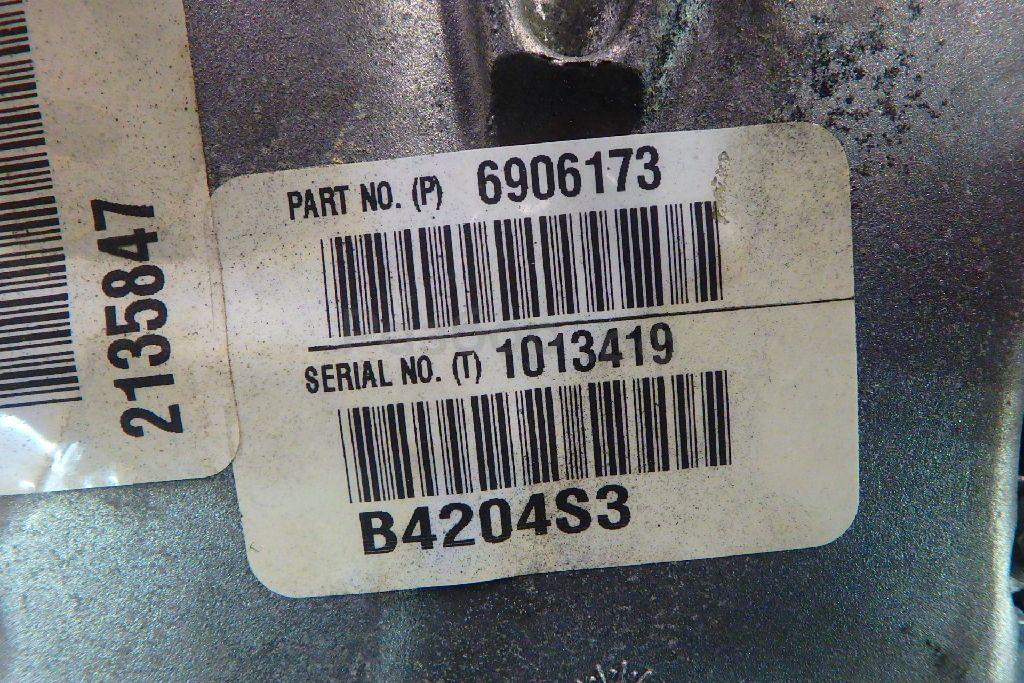 2135847
PART NO. (P) 6906173
SERIAL NO. (T) 1013419
B4204S3